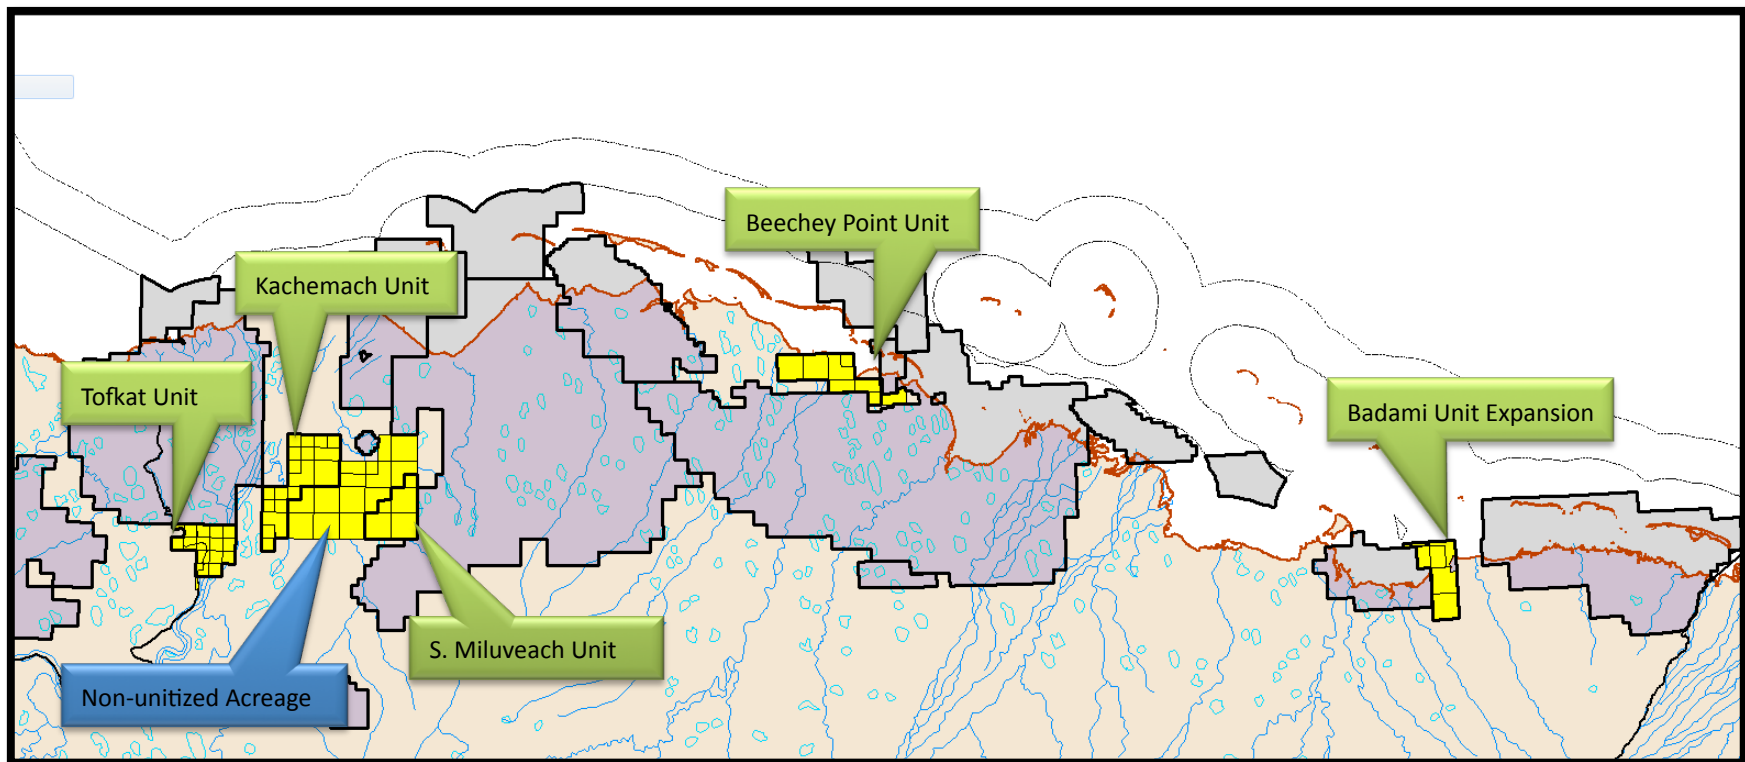 Beechey Point Unit
Kachemach Unit
Tofkat Unit
Badami Unit Expansion
S. Miluveach Unit
Non-unitized Acreage